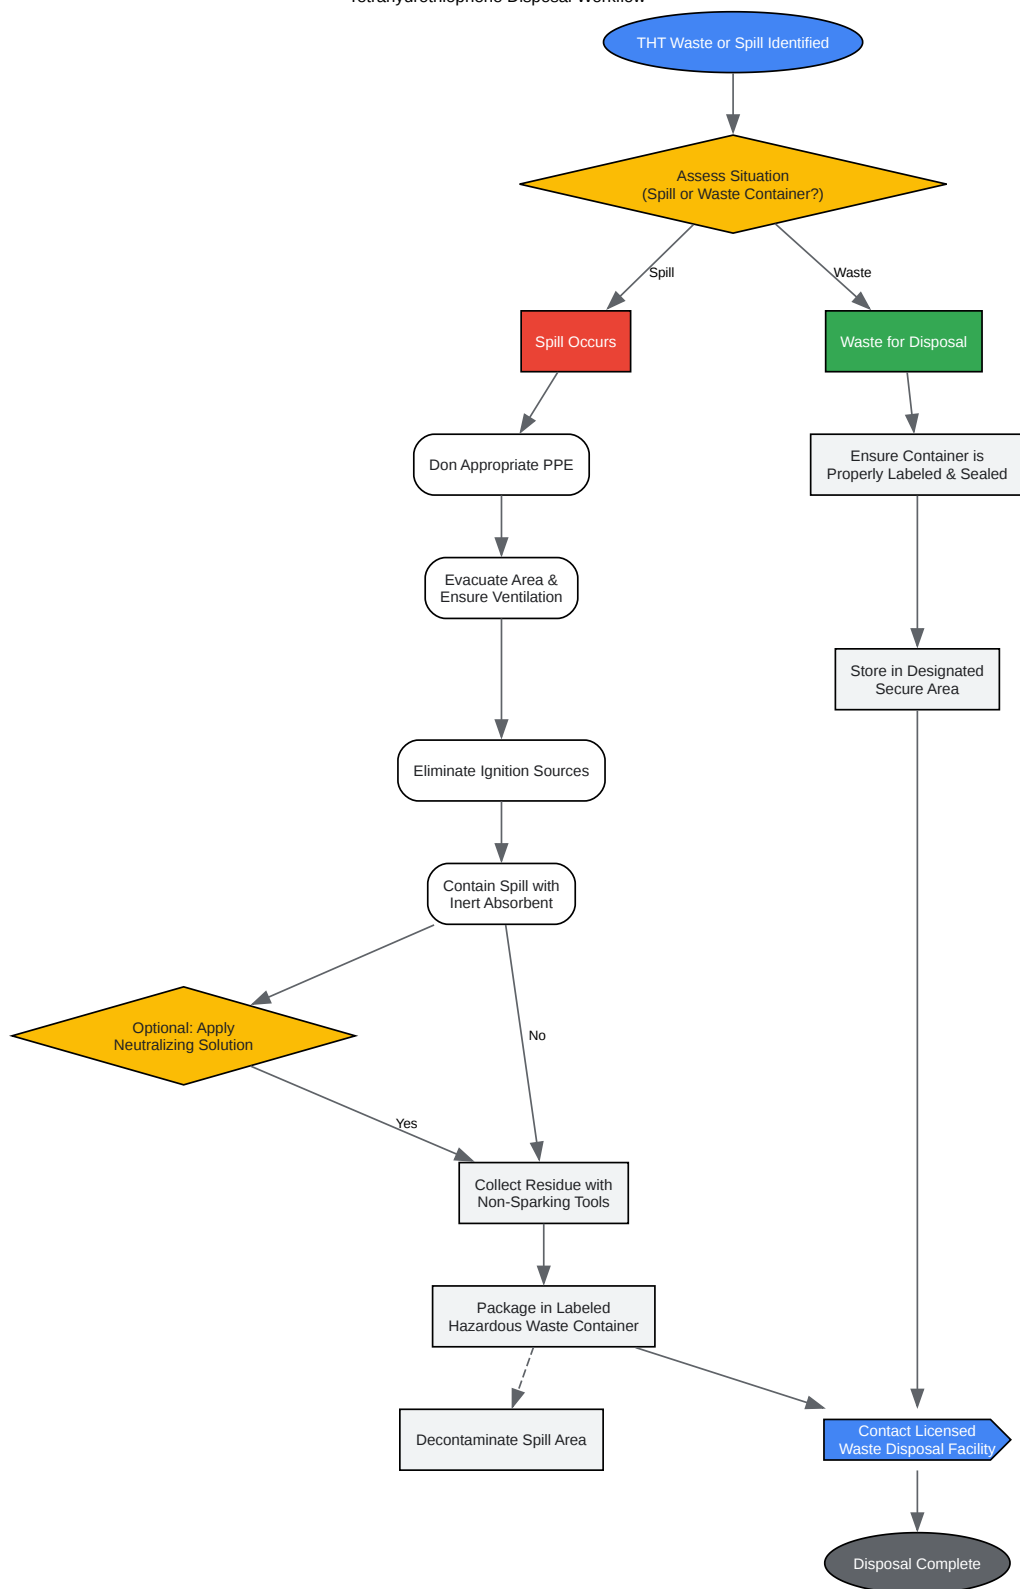 Tetrahydrothiophene Disposal Workflow
THT Waste or Spill Identified
Assess Situation
(Spill or Waste Container?)
Spill
Waste
Spill Occurs
Waste for Disposal
Don Appropriate PPE
Ensure Container is
Properly Labeled & Sealed
Evacuate Area &
Ensure Ventilation
Store in Designated
Secure Area
Eliminate Ignition Sources
Contain Spill with
Inert Absorbent
Optional: Apply
Neutralizing Solution
No
Yes
Collect Residue with
Non-Sparking Tools
Package in Labeled
Hazardous Waste Container
Decontaminate Spill Area
Contact Licensed
Waste Disposal Facility
Disposal Complete